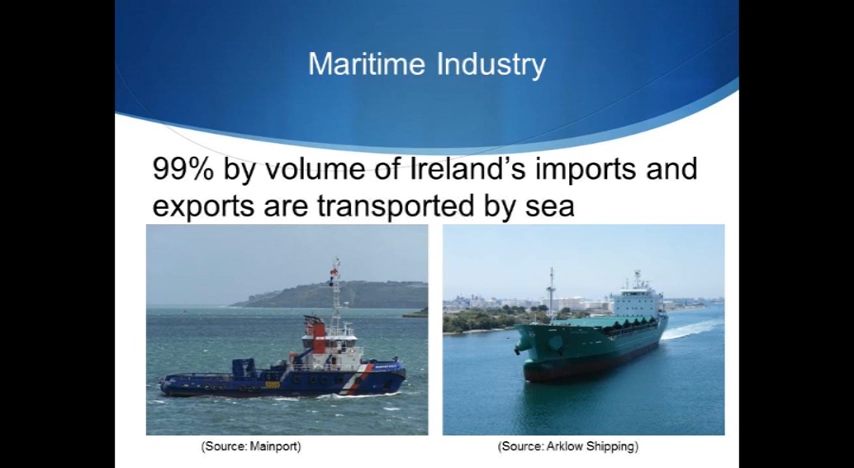 Maritime Industry
99% by volume of Ireland's imports and
exports are transported by sea
(Source: Mainport)
(Source: Arklow Shipping)